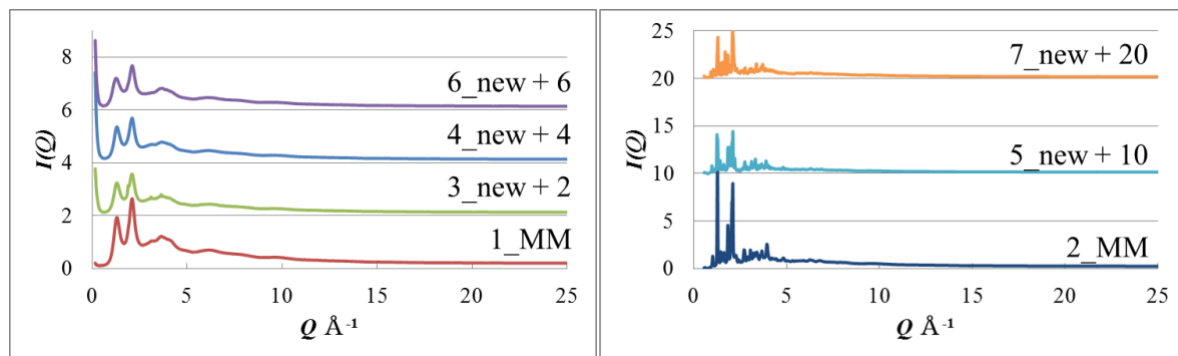 8
6
4
2
0
I(Q)
6_new + 6
4_new + 4
3_new + 2
1_MM
0 5 10 15 20 25
Q Å⁻¹
25
20
15
10
5
0
I(Q)
7_new + 20
5_new + 10
2_MM
0 5 10 15 20 25
Q Å⁻¹